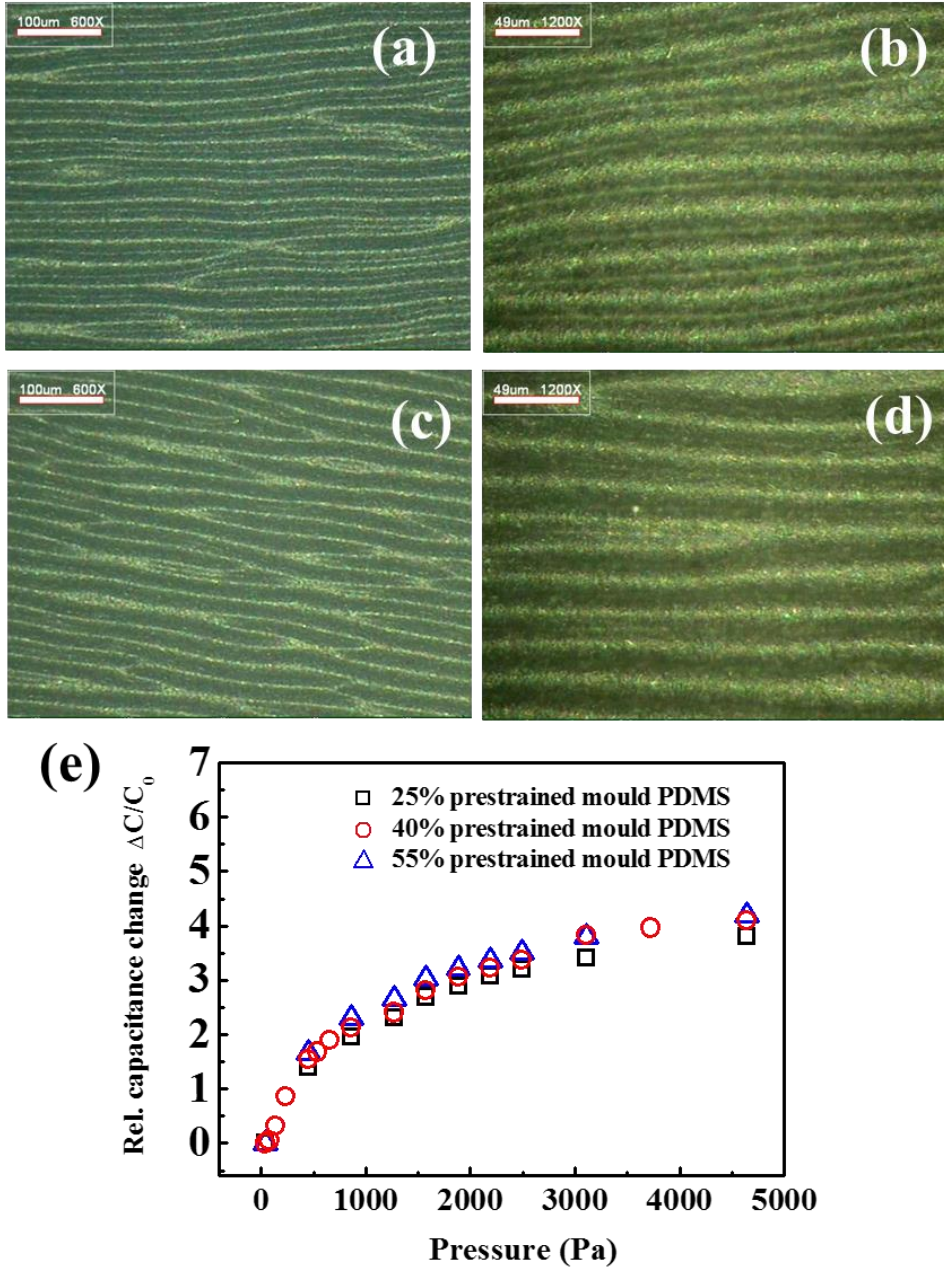 100um 600X
(a)
49um 1200X
(b)
100um 600X
(c)
49um 1200X
(d)
(e)
Rel. capacitance change ΔC/C₀
7
6
5
4
3
2
1
0
25% prestrained mould PDMS
40% prestrained mould PDMS
55% prestrained mould PDMS
0 1000 2000 3000 4000 5000
Pressure (Pa)